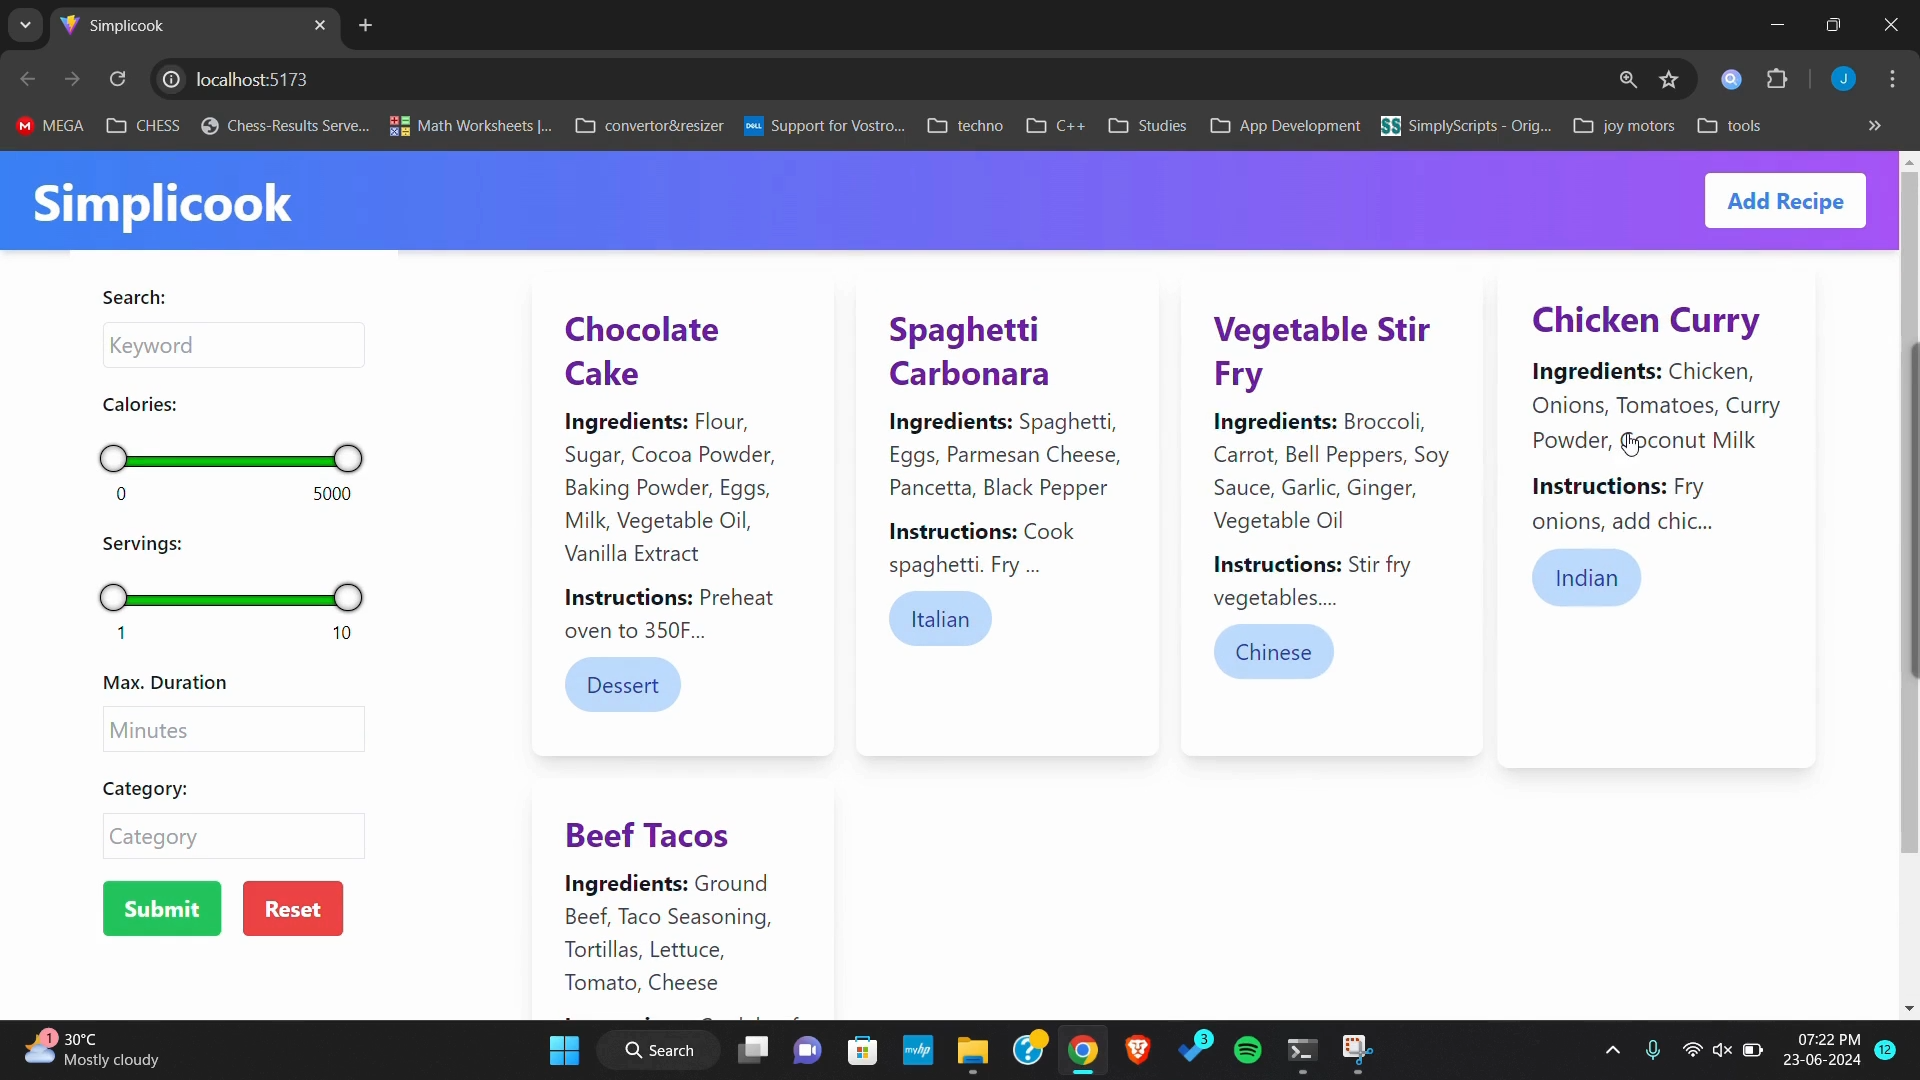 Simplicook
localhost:5173
MEGA CHESS Chess-Results Serve... Math Worksheets |... convertor&resizer Support for Vostro... techno C++ Studies App Development SimplyScripts - Orig... joy motors tools
J
Simplicook
Add Recipe
Search:
Keyword
Calories:
0 5000
Servings:
1 10
Max. Duration
Minutes
Category:
Category
Submit Reset
Chocolate
Cake
Ingredients: Flour,
Sugar, Cocoa Powder,
Baking Powder, Eggs,
Milk, Vegetable Oil,
Vanilla Extract
Instructions: Preheat
oven to 350F...
Dessert
Spaghetti
Carbonara
Ingredients: Spaghetti,
Eggs, Parmesan Cheese,
Pancetta, Black Pepper
Instructions: Cook
spaghetti. Fry ...
Italian
Vegetable Stir
Fry
Ingredients: Broccoli,
Carrot, Bell Peppers, Soy
Sauce, Garlic, Ginger,
Vegetable Oil
Instructions: Stir fry
vegetables....
Chinese
Chicken Curry
Ingredients: Chicken,
Onions, Tomatoes, Curry
Powder, Coconut Milk
Instructions: Fry
onions, add chic...
Indian
Beef Tacos
Ingredients: Ground
Beef, Taco Seasoning,
Tortillas, Lettuce,
Tomato, Cheese
1
30°C
Mostly cloudy
Search
myhp
3
07:22 PM
23-06-2024
12